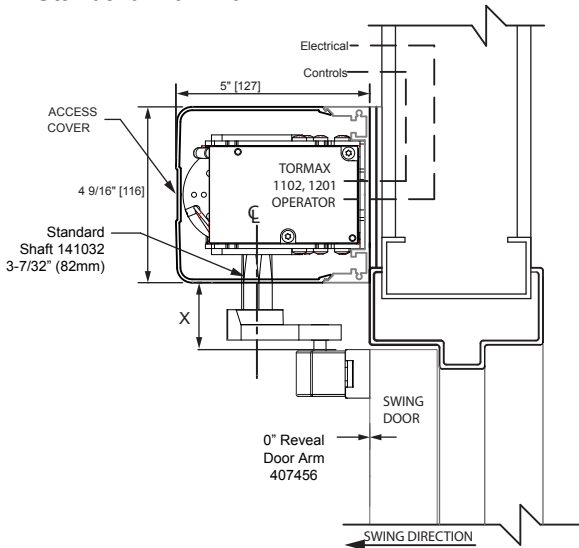 Electrical
Controls
5" [127]
ACCESS
COVER
TORMAX
1102, 1201
OPERATOR
4 9/16" [116]
℄
Standard
Shaft 141032
3-7/32" (82mm)
X
SWING
DOOR
0" Reveal
Door Arm
407456
SWING DIRECTION